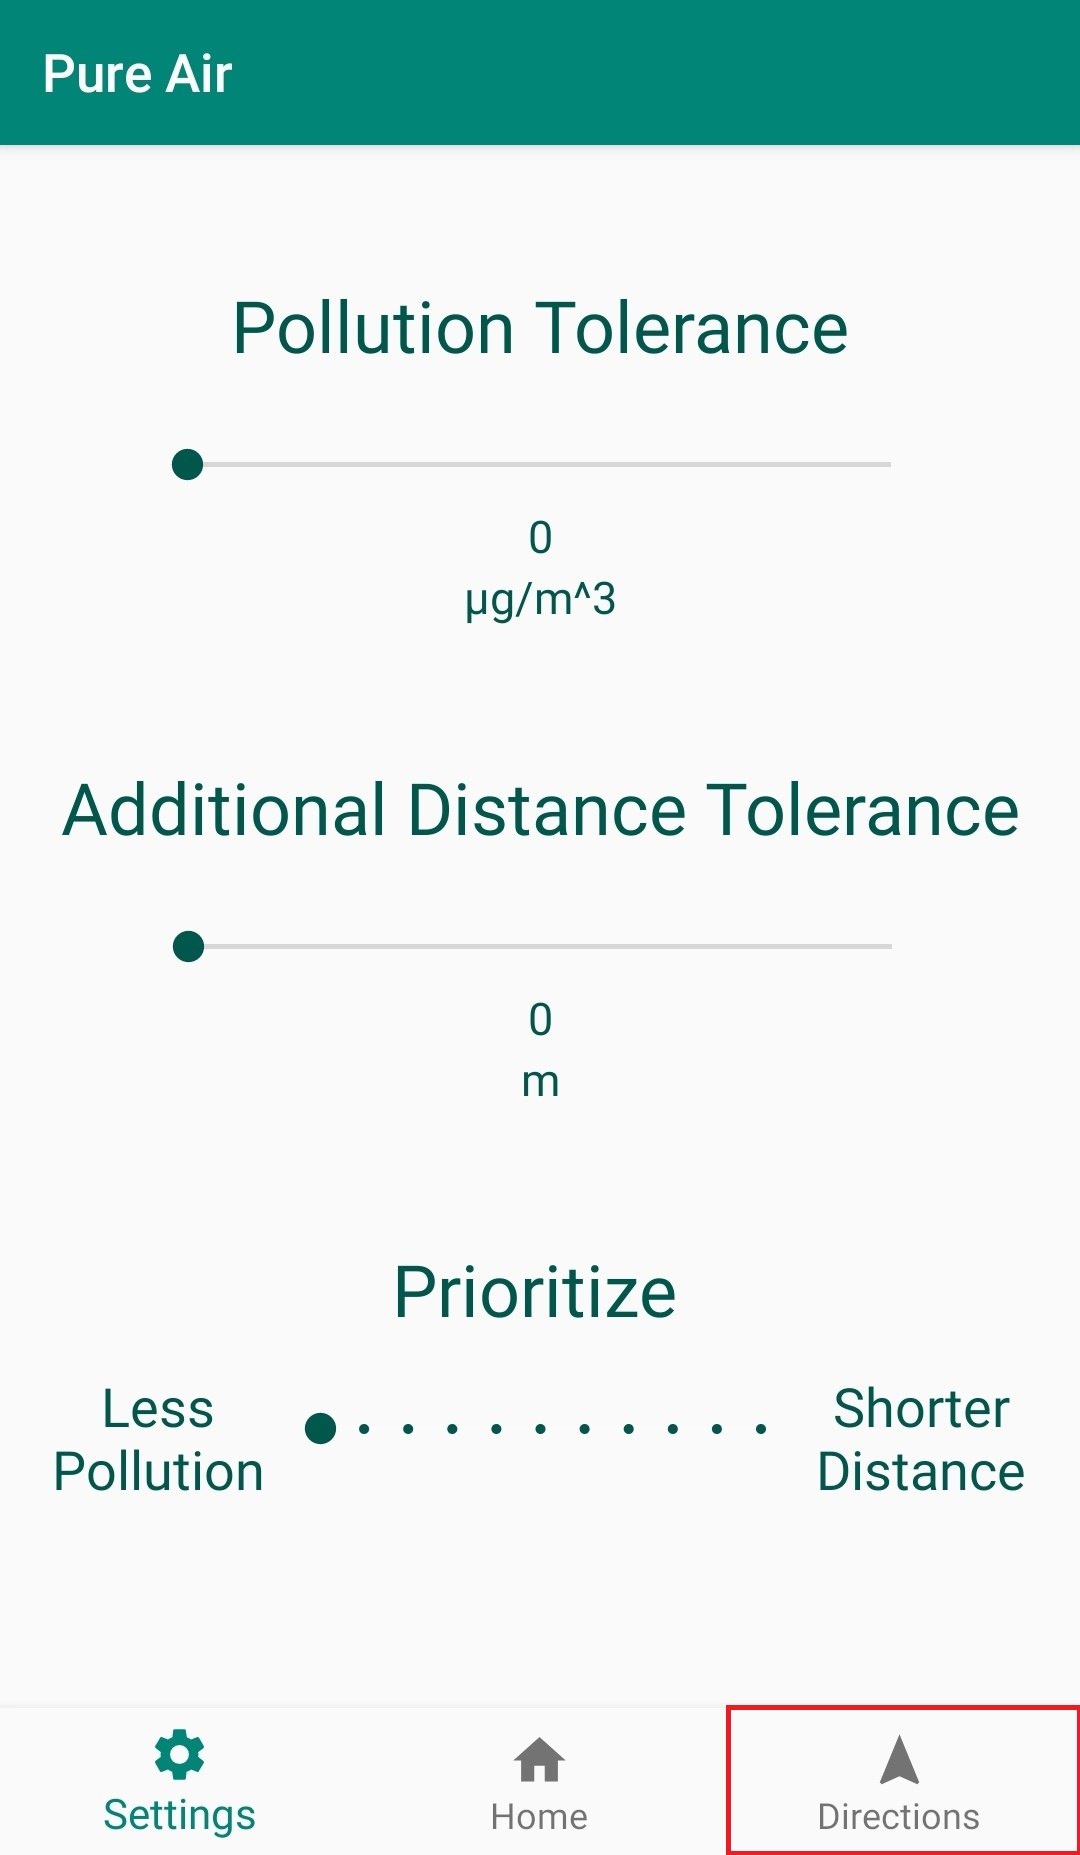 Pure Air
Pollution Tolerance
0
µg/m^3
Additional Distance Tolerance
0
m
Prioritize
Less
Pollution
Shorter
Distance
Settings
Home
Directions